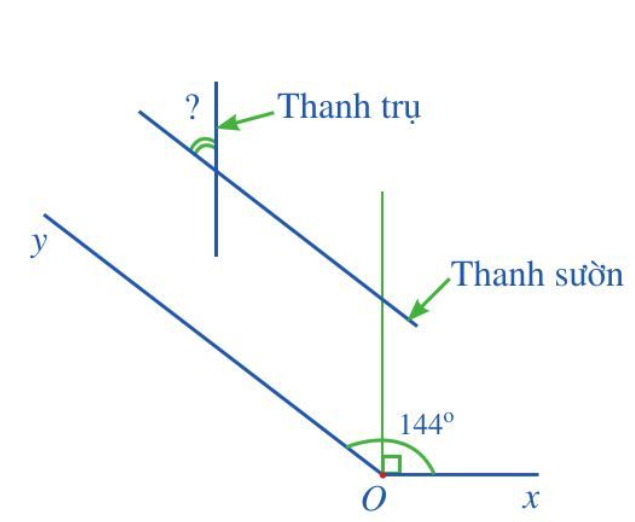 ?
Thanh trụ
y
Thanh sườn
144°
O
x